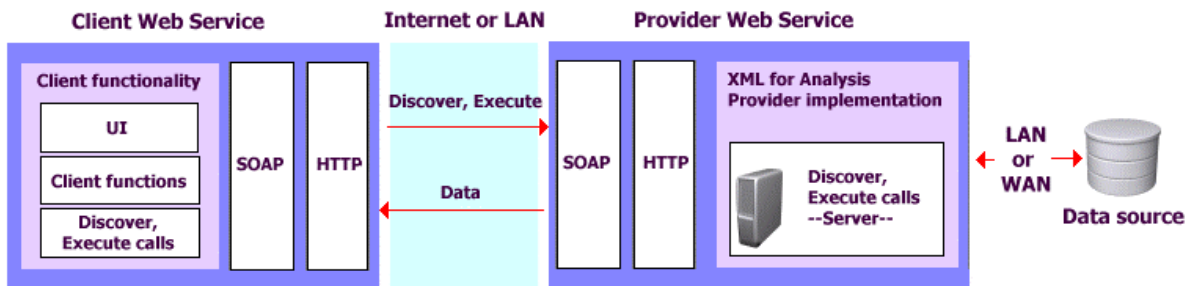 Client Web Service
Internet or LAN
Provider Web Service
Client functionality
UI
Client functions
Discover,
Execute calls
SOAP
HTTP
Discover, Execute
Data
SOAP
HTTP
XML for Analysis
Provider implementation
Discover,
Execute calls
--Server--
LAN
or
WAN
Data source